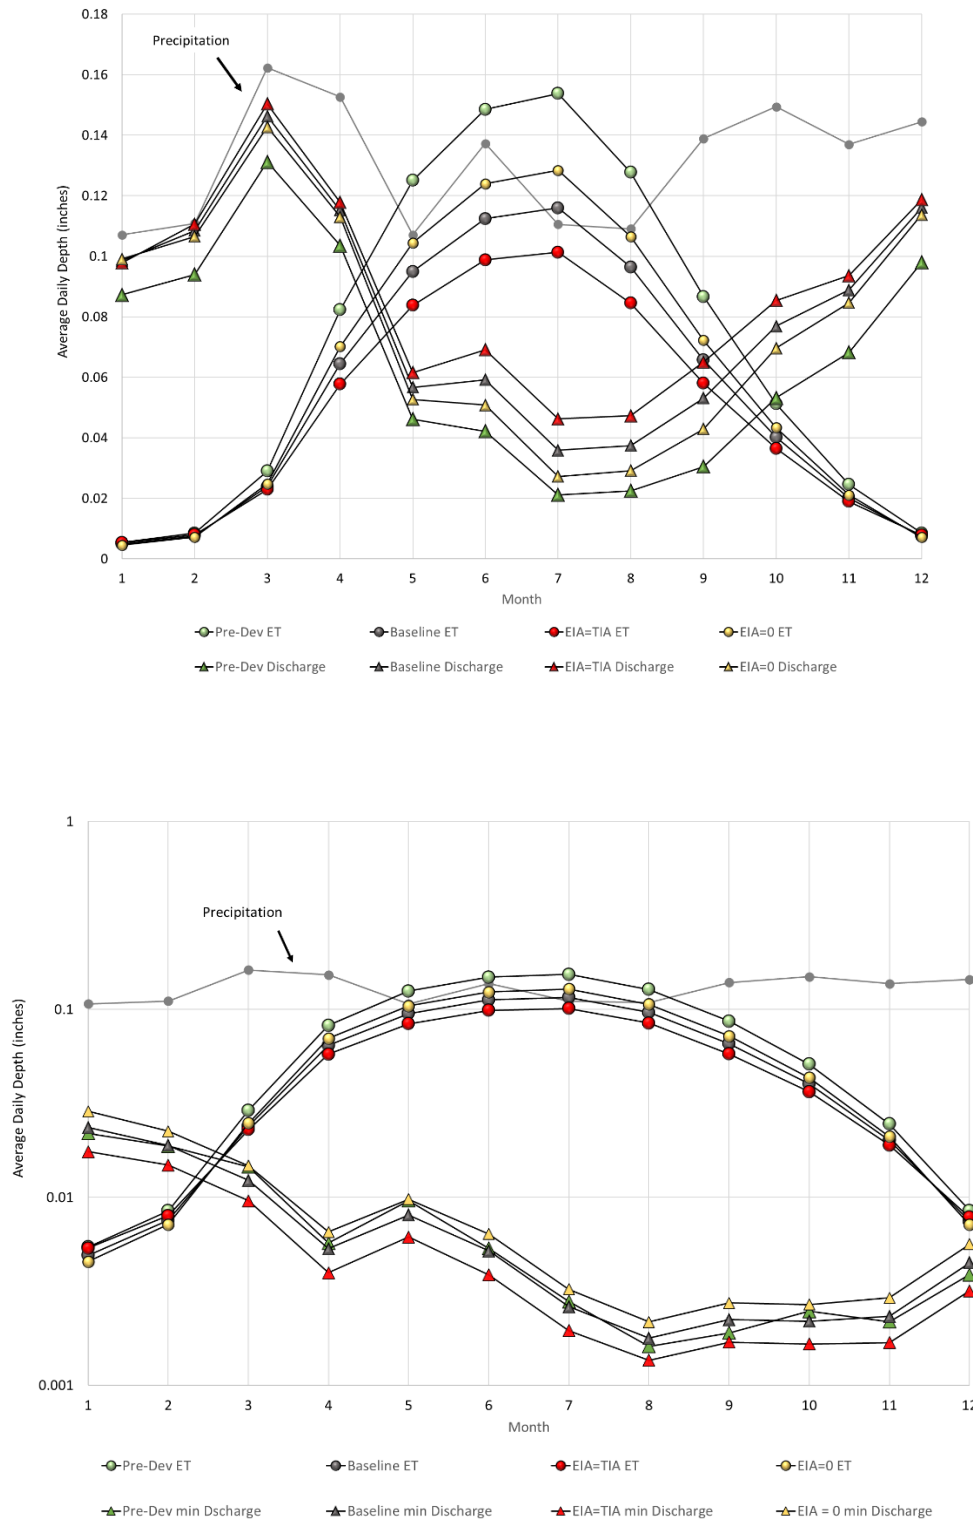 0.18
Precipitation
0.16
0.14
0.12
0.1
0.08
0.06
0.04
0.02
0
Average Daily Depth (inches)
1 2 3 4 5 6 7 8 9 10 11 12
Month
Pre-Dev ET Baseline ET EIA=TIA ET EIA=0 ET
Pre-Dev Discharge Baseline Discharge EIA=TIA Discharge EIA=0 Discharge
1
Precipitation
0.1
0.01
0.001
Average Daily Depth (inches)
1 2 3 4 5 6 7 8 9 10 11 12
Month
Pre-Dev ET Baseline ET EIA=TIA ET EIA=0 ET
Pre-Dev min Dscharge Baseline min Discharge EIA=TIA min Discharge EIA = 0 min Discharge